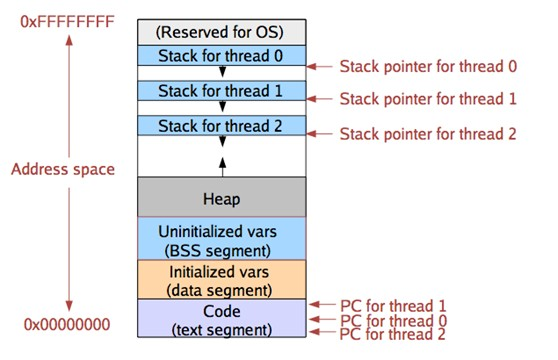 0xFFFFFFFF
(Reserved for OS)
Stack for thread 0
Stack pointer for thread 0
Stack for thread 1
Stack pointer for thread 1
Stack for thread 2
Stack pointer for thread 2
Address space
Heap
Uninitialized vars
(BSS segment)
Initialized vars
(data segment)
Code
(text segment)
0x00000000
PC for thread 1
PC for thread 0
PC for thread 2